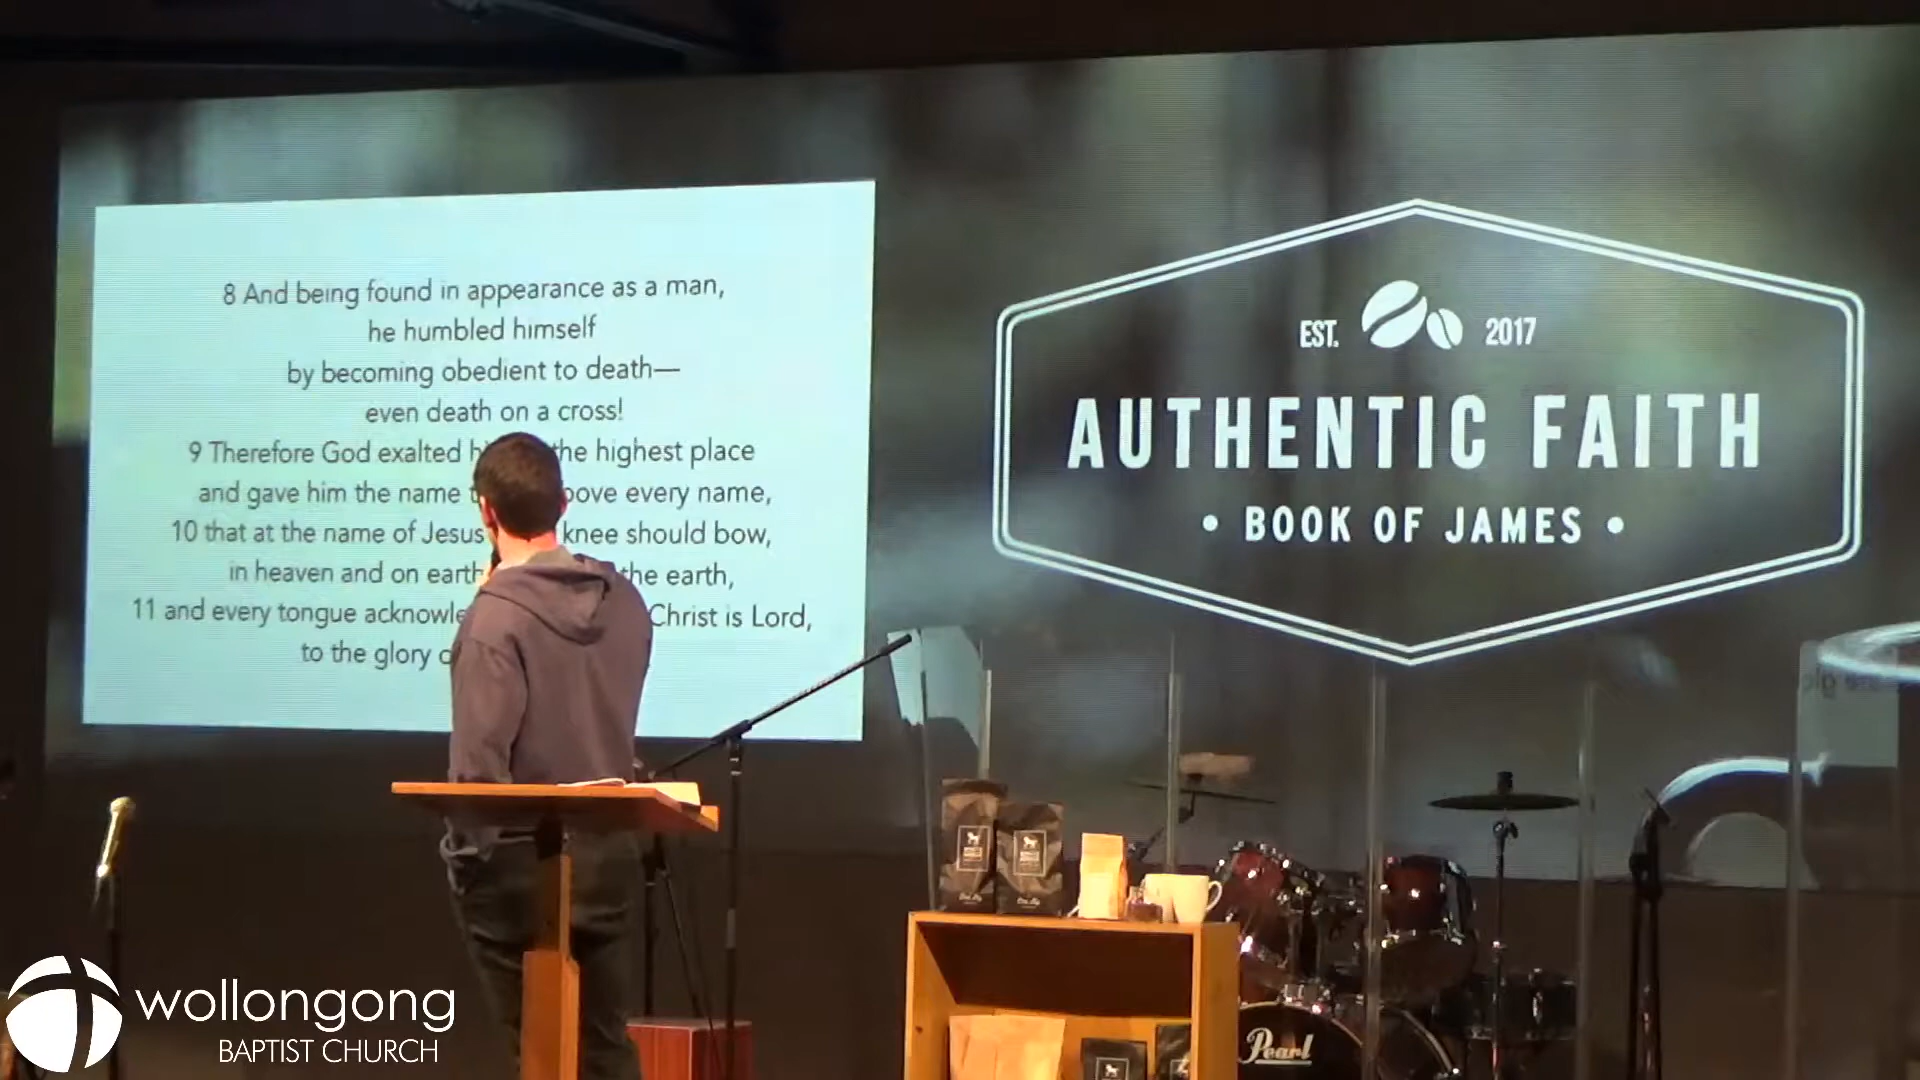 8 And being found in appearance as a man,
he humbled himself
by becoming obedient to death—
even death on a cross!
9 Therefore God exalted the highest place
and gave him the name every name,
10 that at the name of Jesus knee should bow,
in heaven and on earth the earth,
11 and every tongue Christ is Lord,
to the glory
EST. 2017
AUTHENTIC FAITH
• BOOK OF JAMES •
Pearl
wollongong
BAPTIST CHURCH